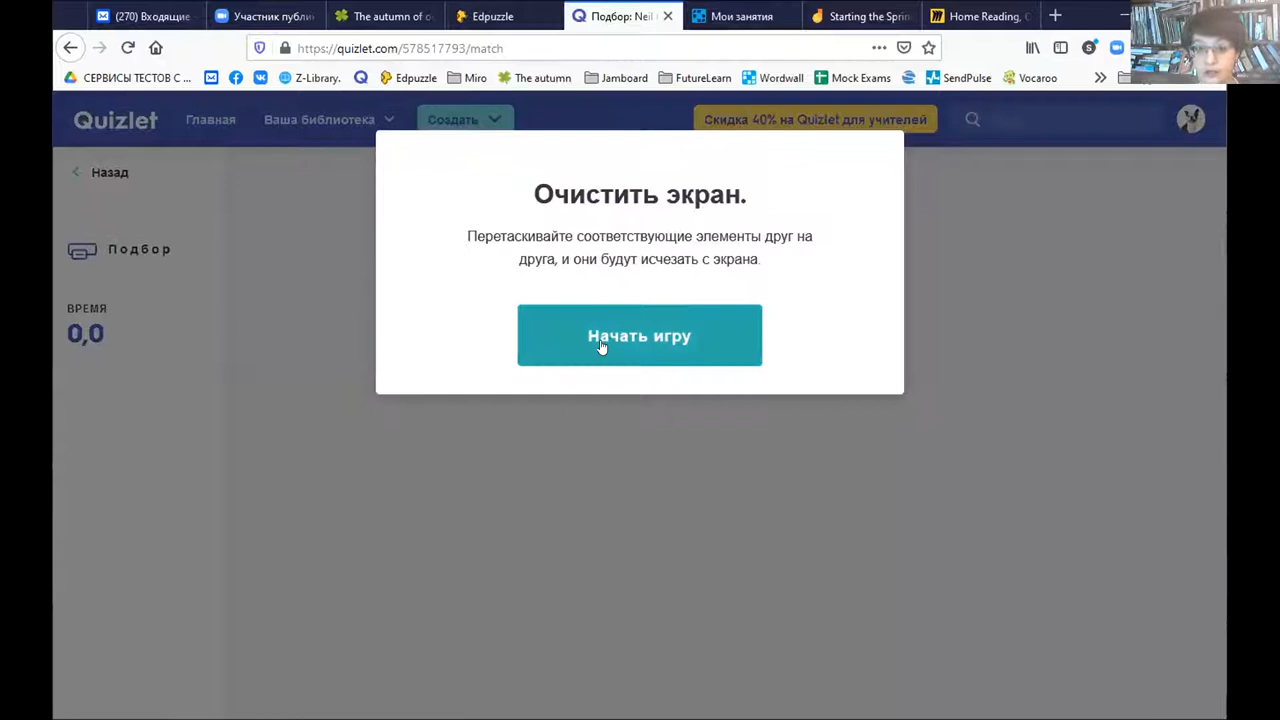 (270) Входящие
Участник публи
The autumn of o
Edpuzzle
Подбор: Neil
Мои занятия
Starting the Sprin
Home Reading, O
https://quizlet.com/578517793/match
СЕРВИСЫ ТЕСТОВ С ...
Z-Library.
Edpuzzle
Miro
The autumn
Jamboard
FutureLearn
Wordwall
Mock Exams
SendPulse
Vocaroo
Quizlet
Главная
Ваша библиотека
Создать
Скидка 40% на Quizlet для учителей
Назад
Подбор
ВРЕМЯ
0,0
Очистить экран.
Перетаскивайте соответствующие элементы друг на
друга, и они будут исчезать с экрана.
Начать игру